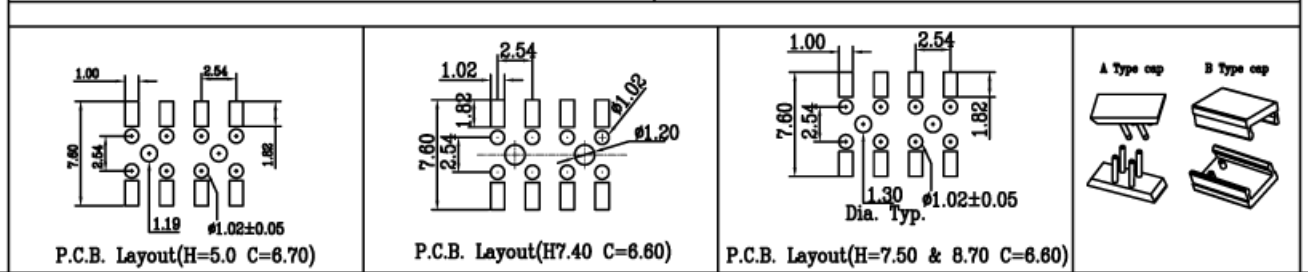 1.00
2.54
7.60
2.54
1.82
1.19
ø1.02±0.05
P.C.B. Layout(H=5.0 C=6.70)
2.54
1.02
1.82
7.60
2.54
ø1.02
ø1.20
P.C.B. Layout(H7.40 C=6.60)
1.00
2.54
7.60
2.54
1.82
1.30
Dia. Typ.
ø1.02±0.05
P.C.B. Layout(H=7.50 & 8.70 C=6.60)
A Type cap
B Type cap